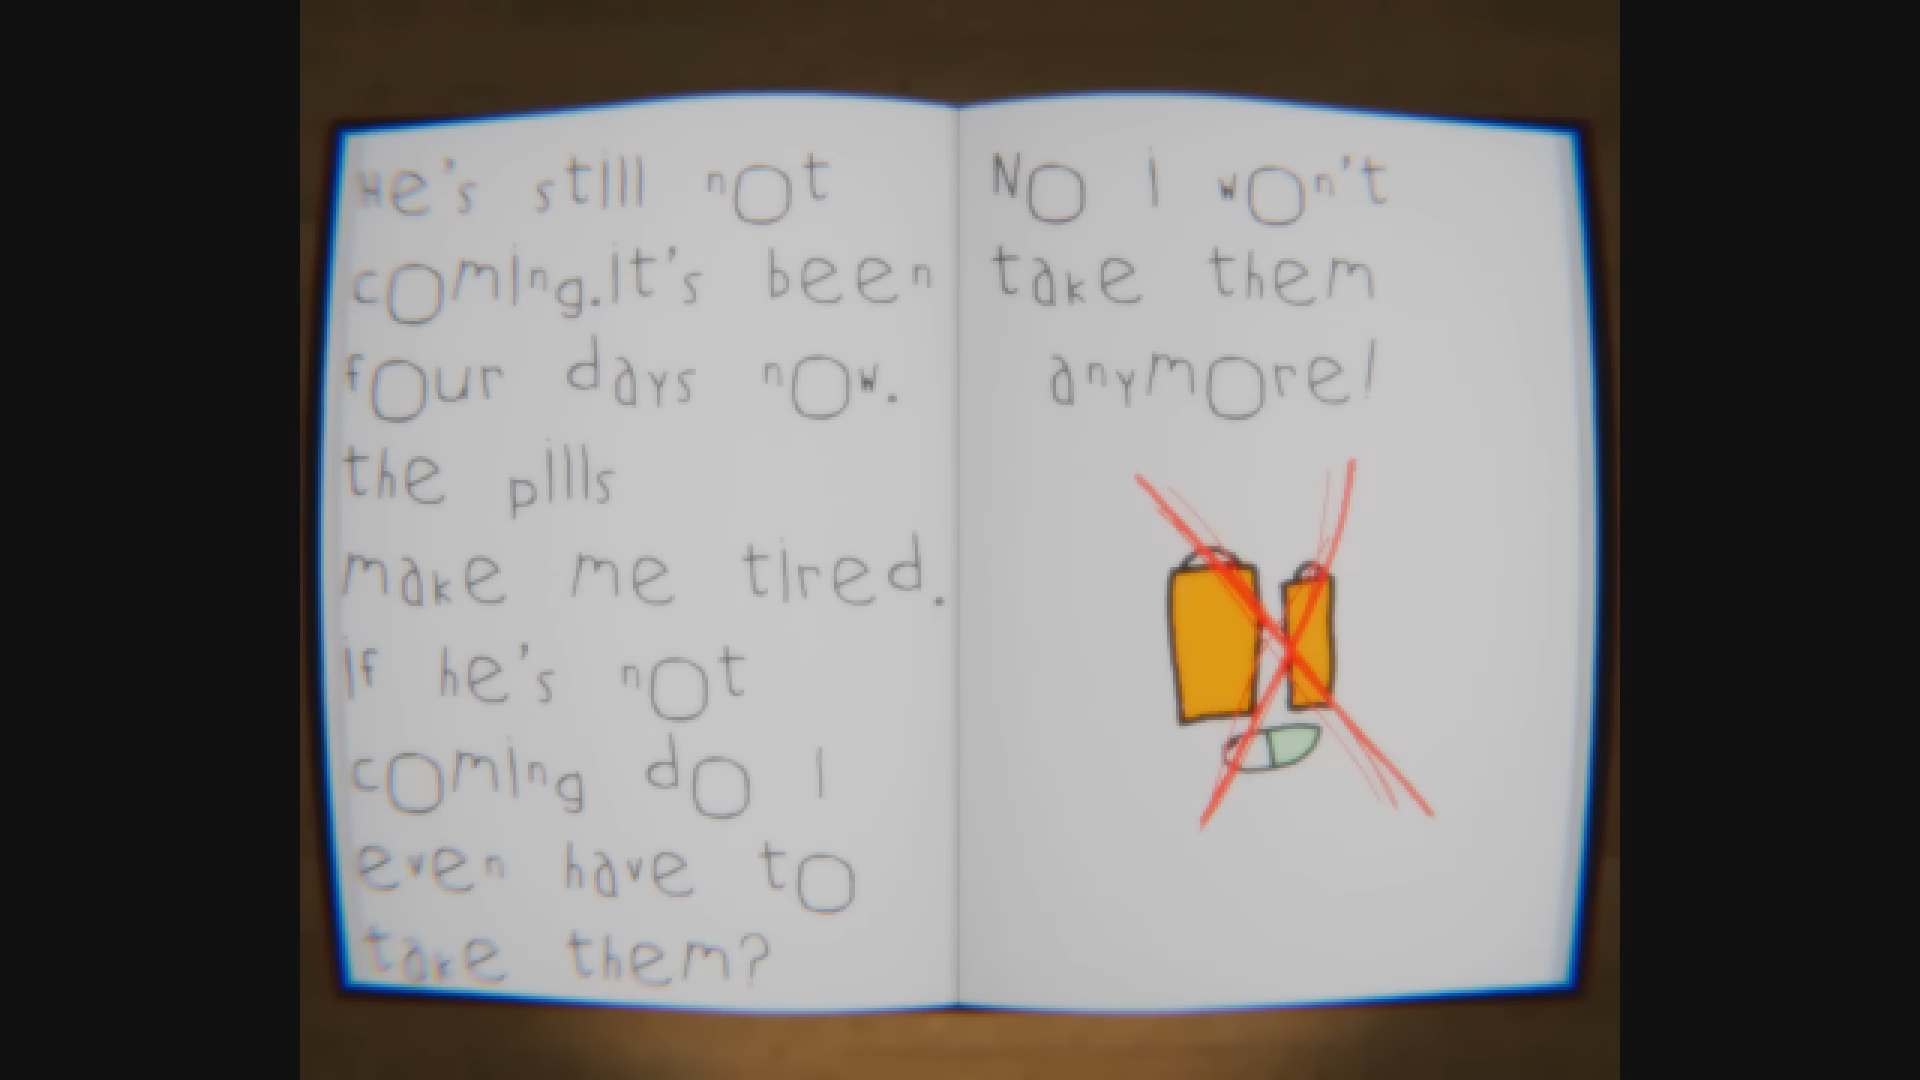 He's still not
coming.It's been
four days now.
the pills
make me tired.
If he's not
coming do I
even have to
take them?
NO I won't
take them
anymore!